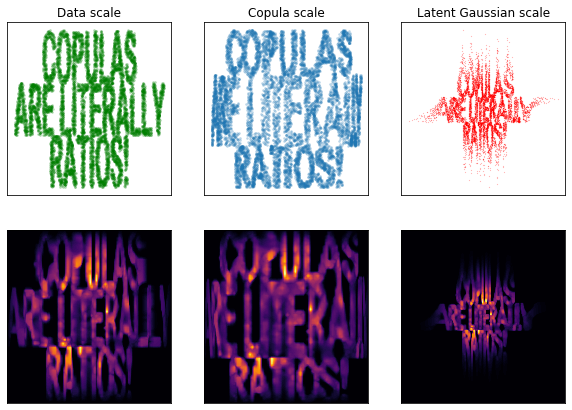 Data scale
Copula scale
Latent Gaussian scale
COPULAS
ARE LITERALLY
RATIOS!
COPULAS
ARE LITERALLY
RATIOS!
COPULAS
ARE LITERALLY
RATIOS!
COPULAS
ARE LITERALLY
RATIOS!
COPULAS
ARE LITERALLY
RATIOS!
COPULAS
ARE LITERALLY
RATIOS!